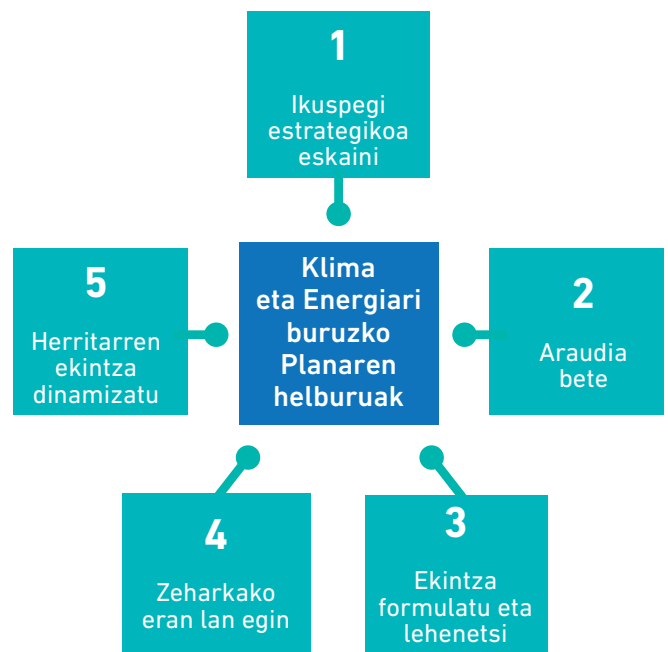 1
Ikuspegi
estrategikoa
eskaini
Klima
eta Energiari
buruzko
Planaren
helburuak
2
Araudia
bete
3
Ekintza
formulatu eta
lehenetsi
4
Zeharkako
eran lan egin
5
Herritarren
ekintza
dinamizatu